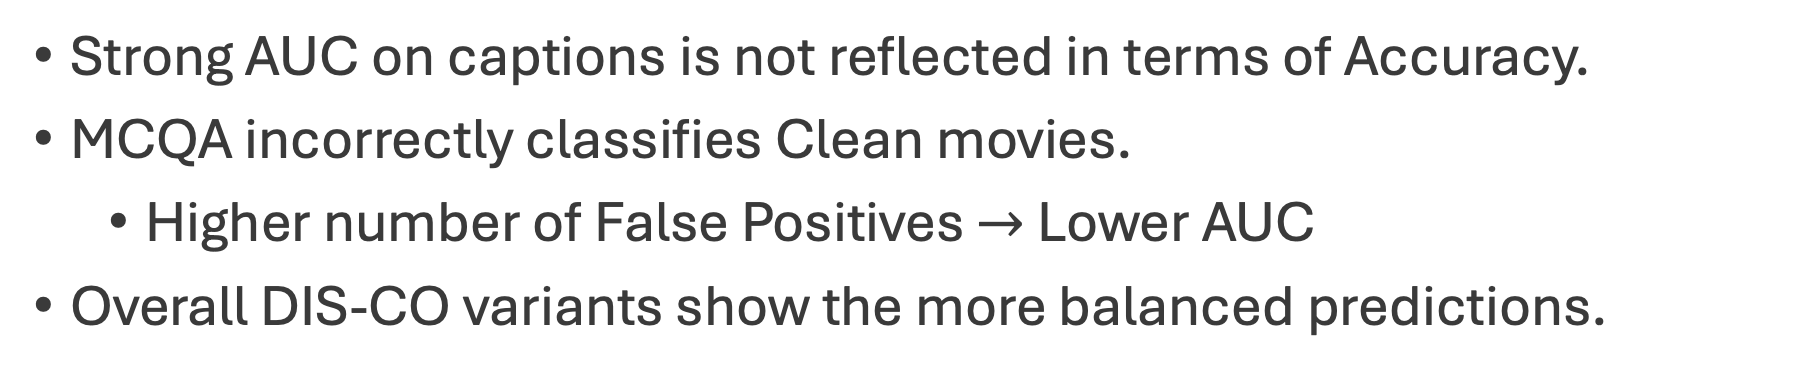 • Strong AUC on captions is not reflected in terms of Accuracy.
• MCQA incorrectly classifies Clean movies.
• Higher number of False Positives → Lower AUC
• Overall DIS-CO variants show the more balanced predictions.